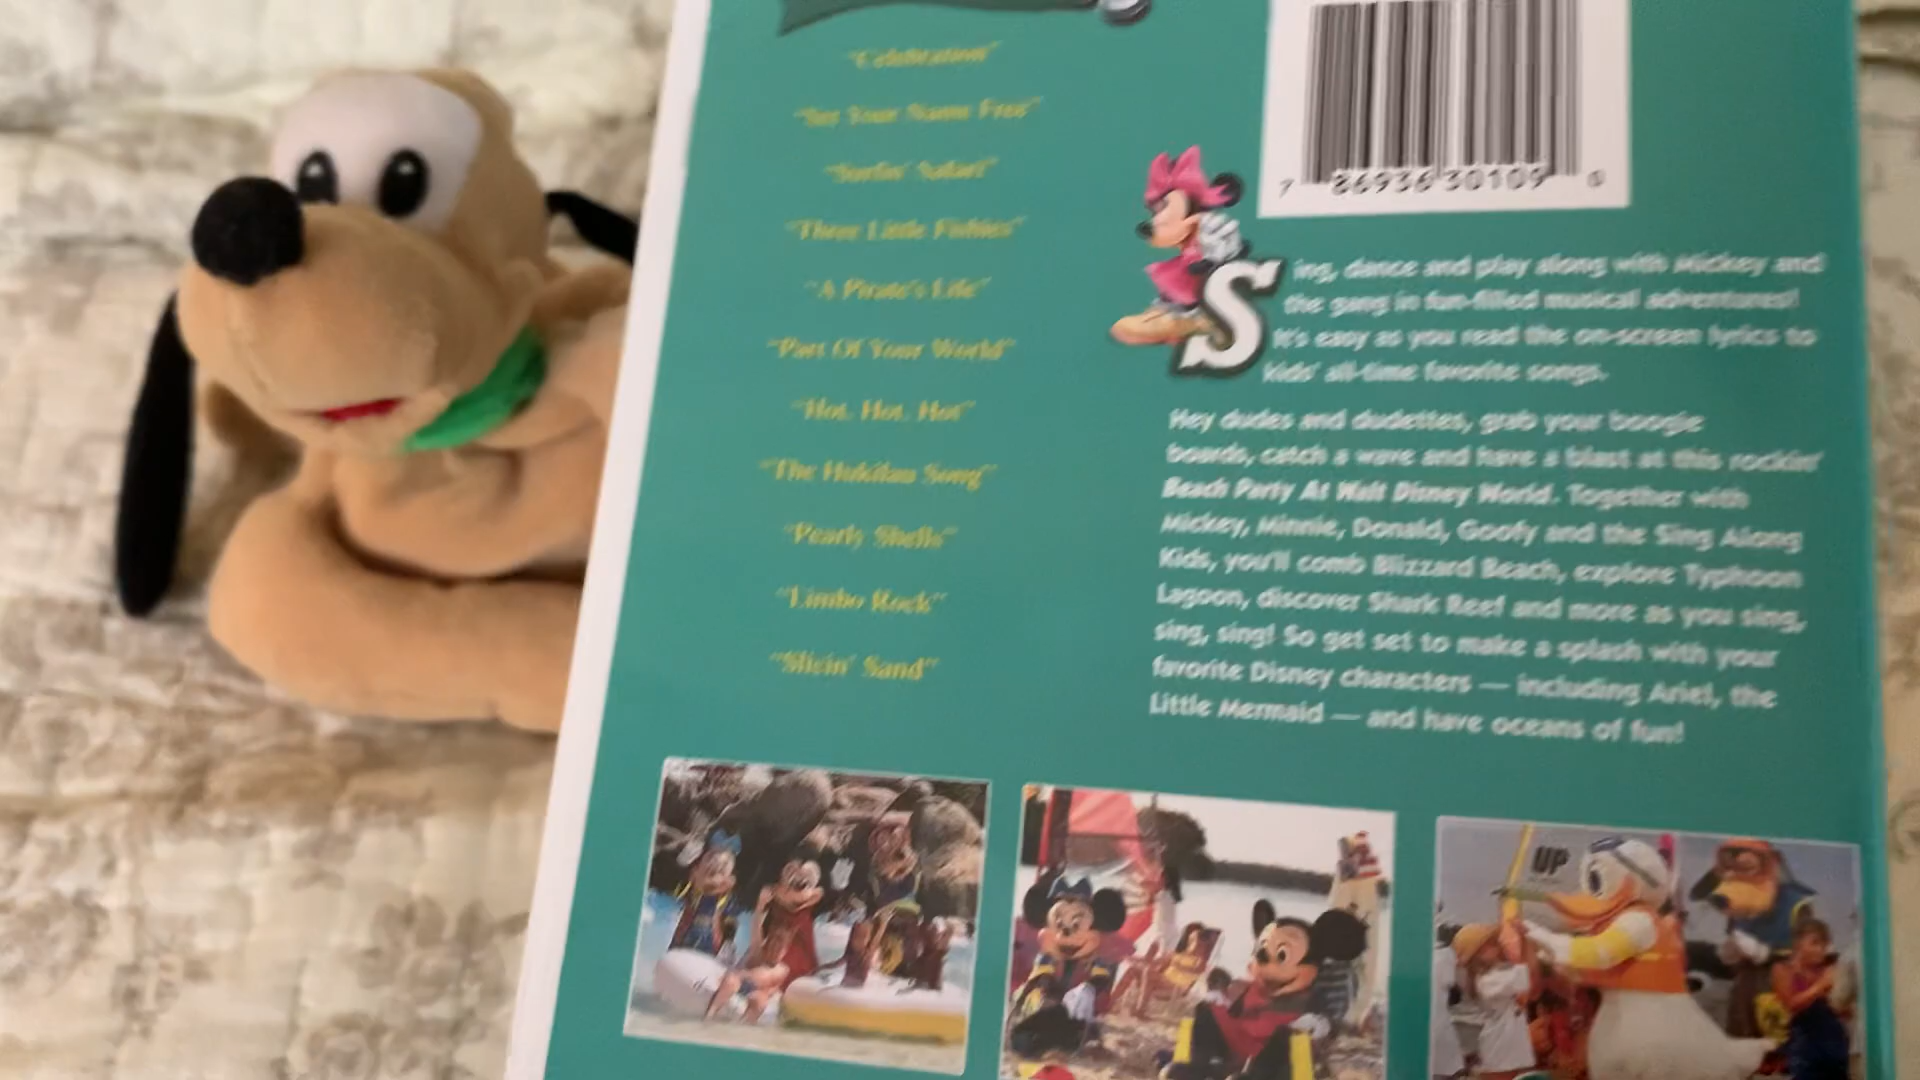 "Celebration"
"Set Your Name Free"
"Surfin' Safari"
"Three Little Fishies"
"A Pirate's Life"
"Part Of Your World"
"Hot, Hot, Hot"
"The Hukilau Song"
"Pearly Shells"
"Limbo Rock"
"Slicin' Sand"
7 86936 30109
Sing, dance and play along with Mickey and
the gang in fun-filled musical adventures!
It's easy as you read the on-screen lyrics to
kids' all-time favorite songs.
Hey dudes and dudettes, grab your boogie
boards, catch a wave and have a blast at this rockin'
Beach Party At Walt Disney World. Together with
Mickey, Minnie, Donald, Goofy and the Sing Along
Kids, you'll comb Blizzard Beach, explore Typhoon
Lagoon, discover Shark Reef and more as you sing,
sing, sing! So get set to make a splash with your
favorite Disney characters — including Ariel, the
Little Mermaid — and have oceans of fun!
UP